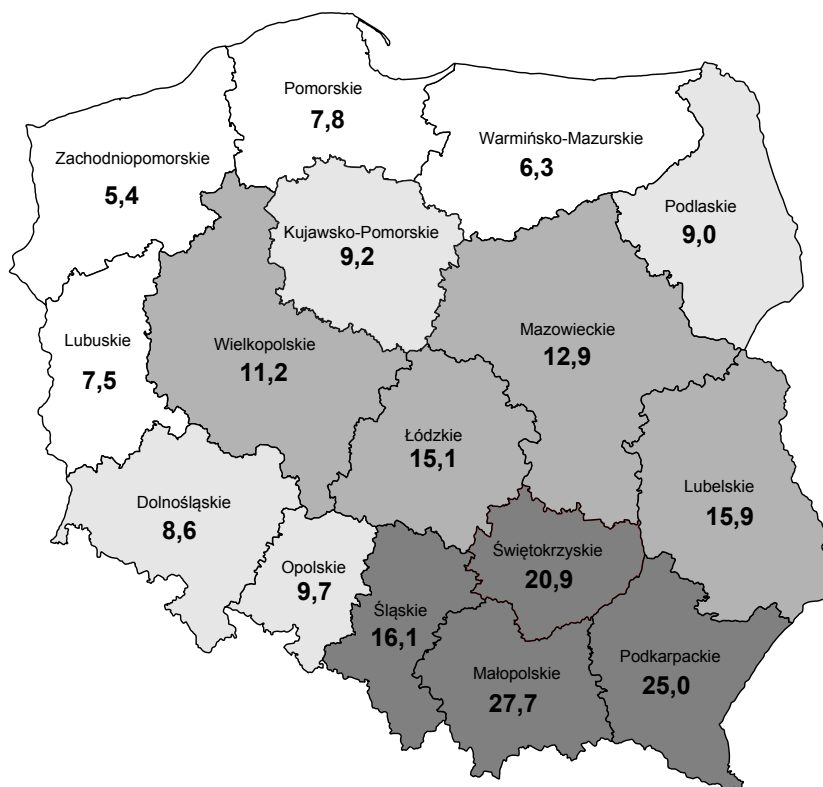 Pomorskie
7,8
Warmińsko-Mazurskie
6,3
Zachodniopomorskie
5,4
Podlaskie
9,0
Kujawsko-Pomorskie
9,2
Mazowieckie
12,9
Lubuskie
7,5
Wielkopolskie
11,2
Łódzkie
15,1
Lubelskie
15,9
Dolnośląskie
8,6
Świętokrzyskie
20,9
Opolskie
9,7
Śląskie
16,1
Podkarpackie
25,0
Małopolskie
27,7